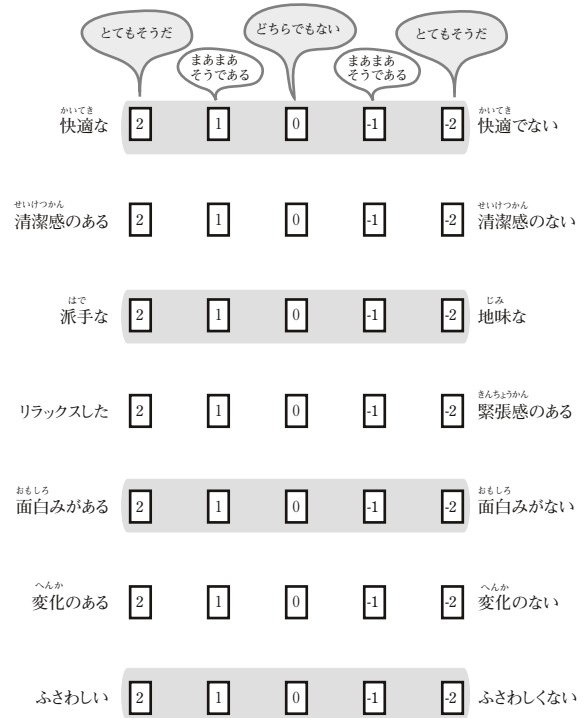 とてもそうだ
まあまあ
そうである
どちらでもない
まあまあ
そうである
とてもそうだ
かいてき
快適な 2 1 0 -1 -2 快適でない
かいてき
せいけつかん
清潔感のある 2 1 0 -1 -2 清潔感のない
せいけつかん
はで
派手な 2 1 0 -1 -2 地味な
じみ
リラックスした 2 1 0 -1 -2 緊張感のある
きんちょうかん
おもしろ
面白みがある 2 1 0 -1 -2 面白みがない
おもしろ
へんか
変化のある 2 1 0 -1 -2 変化のない
へんか
ふさわしい 2 1 0 -1 -2 ふさわしくない